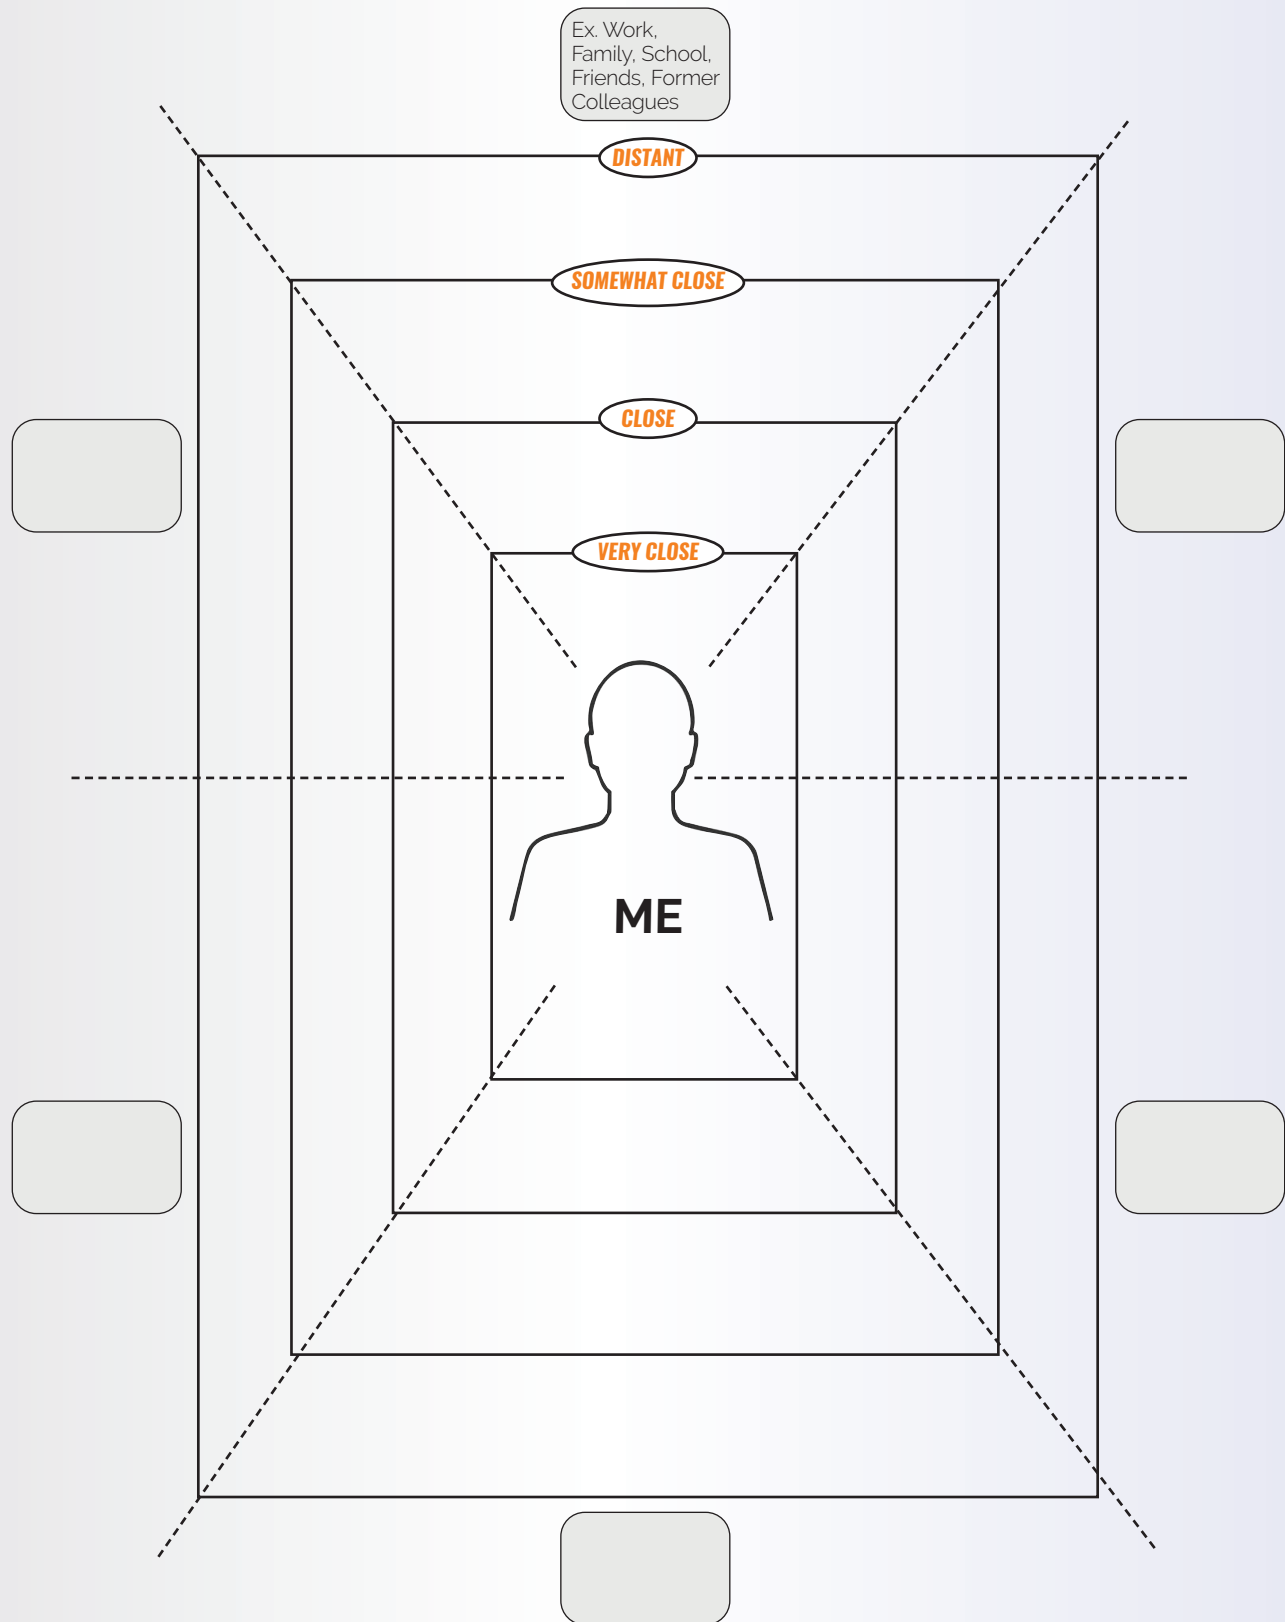 Ex. Work,
Family, School,
Friends, Former
Colleagues
DISTANT
SOMEWHAT CLOSE
CLOSE
VERY CLOSE
ME